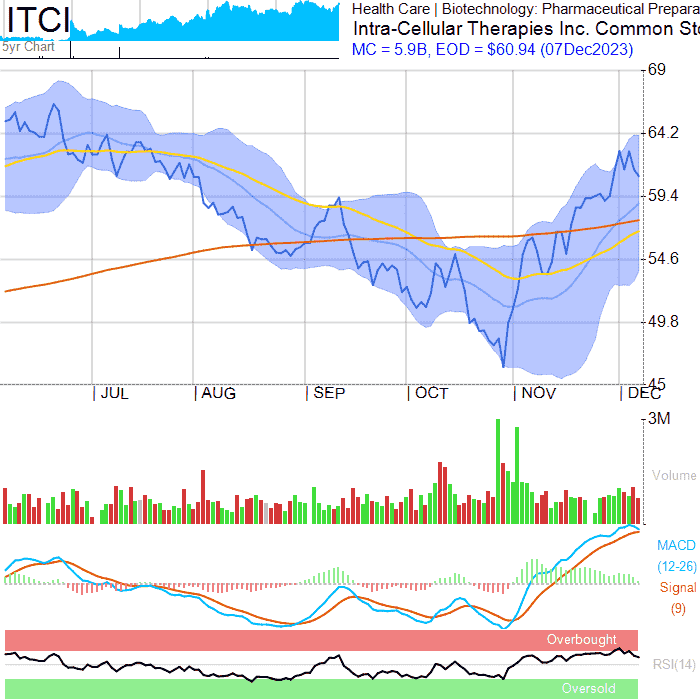 ITCI
5yr Chart
Health Care | Biotechnology: Pharmaceutical Prepara
Intra-Cellular Therapies Inc. Common Sto
MC = 5.9B, EOD = $60.94 (07Dec2023)
69
64.2
59.4
54.6
49.8
45
JUL AUG SEP OCT NOV DEC
3M
Volume
MACD
(12-26)
Signal
(9)
Overbought
RSI(14)
Oversold